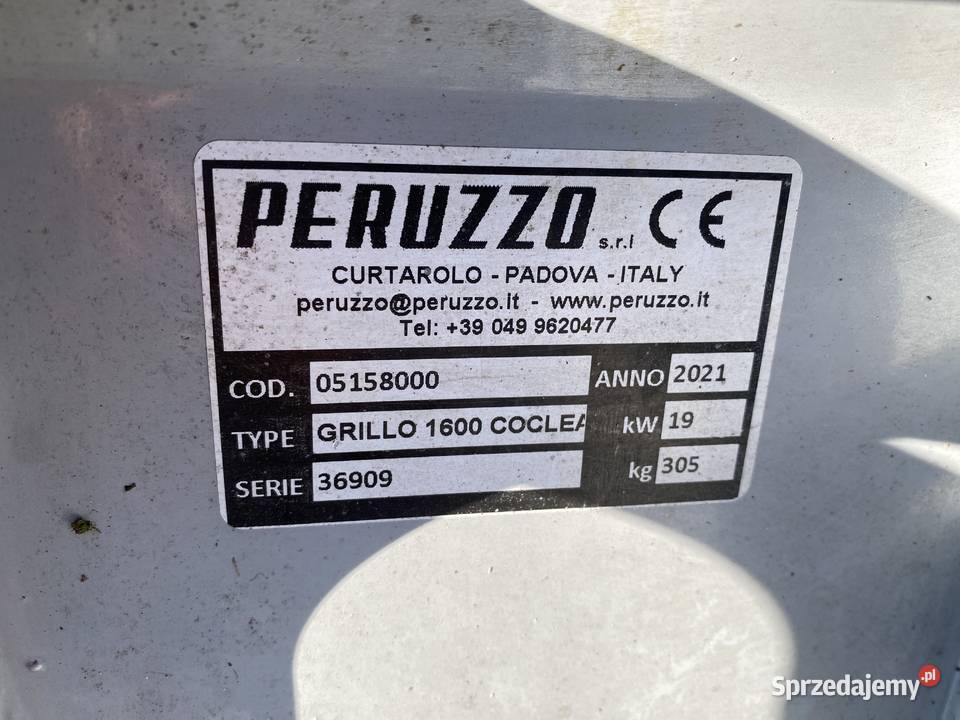 PERUZZO s.r.l CE
CURTAROLO - PADOVA - ITALY
peruzzo@peruzzo.it - www.peruzzo.it
Tel: +39 049 9620477
COD. 05158000 ANNO 2021
TYPE GRILLO 1600 COCLEA kW 19
SERIE 36909 kg 305
Sprzedajemy.pl